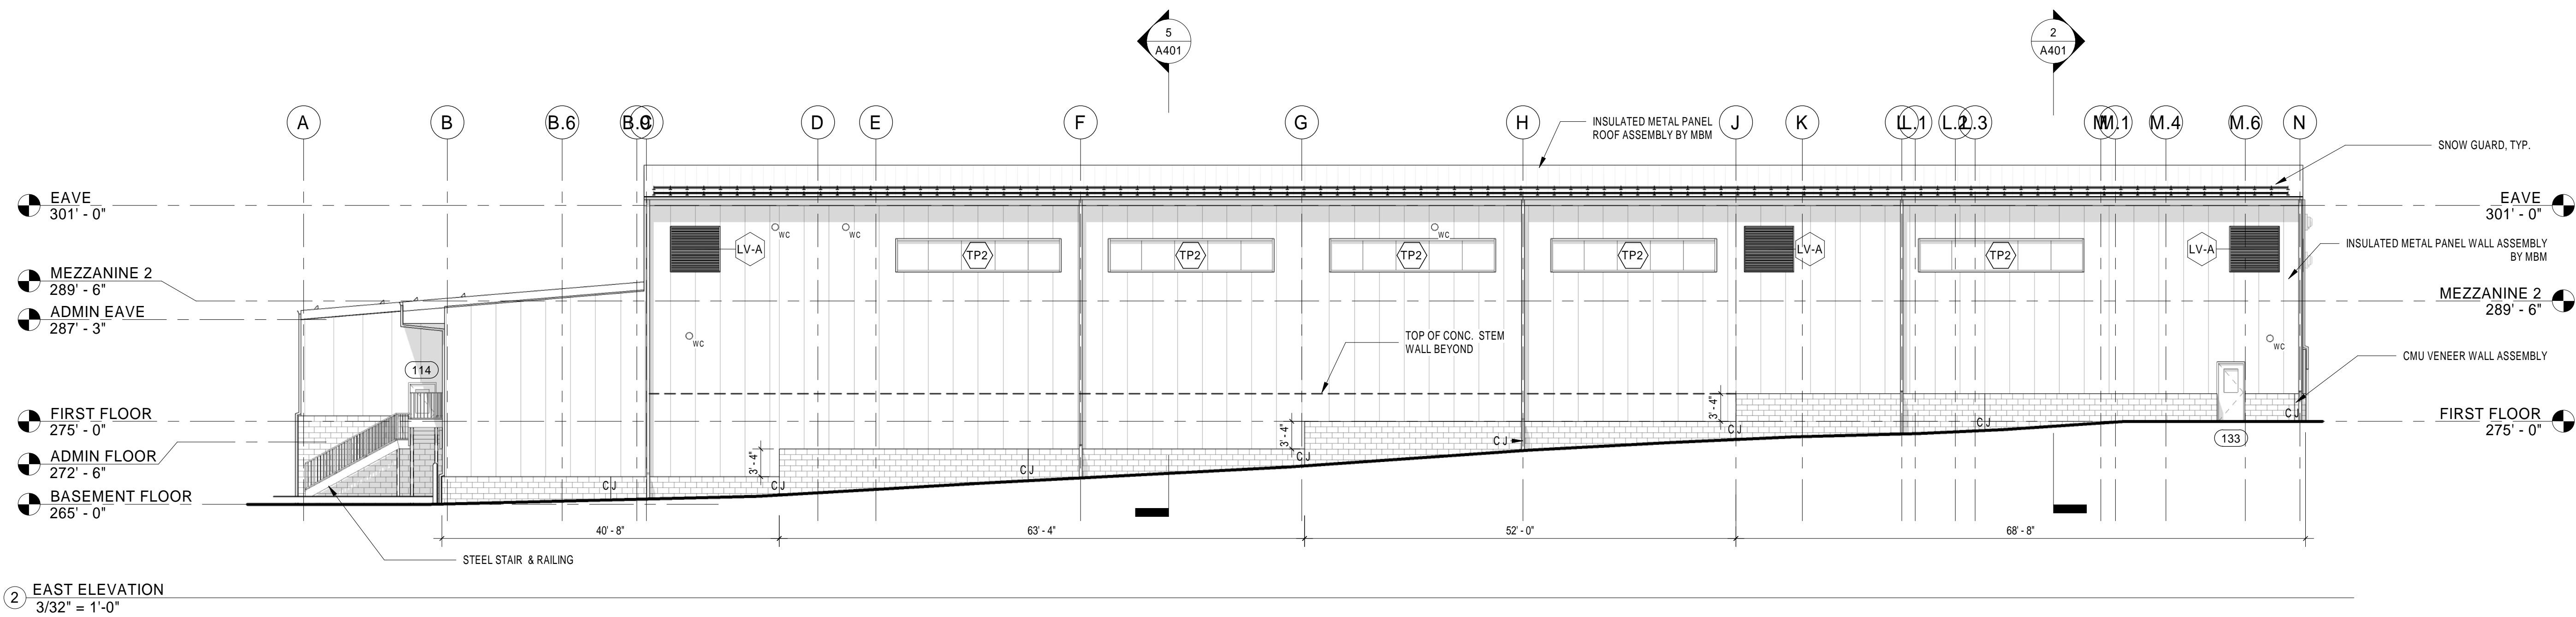 5
A401
2
A401
A
B
B.6
B.9
C
D
E
F
G
H
J
K
L
L.1
L.2
L.3
M
M.1
M.4
M.6
N
INSULATED METAL PANEL
ROOF ASSEMBLY BY MBM
SNOW GUARD, TYP.
EAVE
301' - 0"
EAVE
301' - 0"
WC
WC
WC
LV-A
TP2
TP2
TP2
TP2
LV-A
TP2
LV-A
INSULATED METAL PANEL WALL ASSEMBLY
BY MBM
MEZZANINE 2
289' - 6"
MEZZANINE 2
289' - 6"
ADMIN EAVE
287' - 3"
WC
TOP OF CONC. STEM
WALL BEYOND
WC
CMU VENEER WALL ASSEMBLY
114
FIRST FLOOR
275' - 0"
3' - 4"
3' - 4"
3' - 4"
CJ
CJ
CJ
CJ
CJ
CJ
CJ
CJ
FIRST FLOOR
275' - 0"
133
ADMIN FLOOR
272' - 6"
BASEMENT FLOOR
265' - 0"
40' - 8"
63' - 4"
52' - 0"
68' - 8"
STEEL STAIR & RAILING
2
EAST ELEVATION
3/32" = 1'-0"